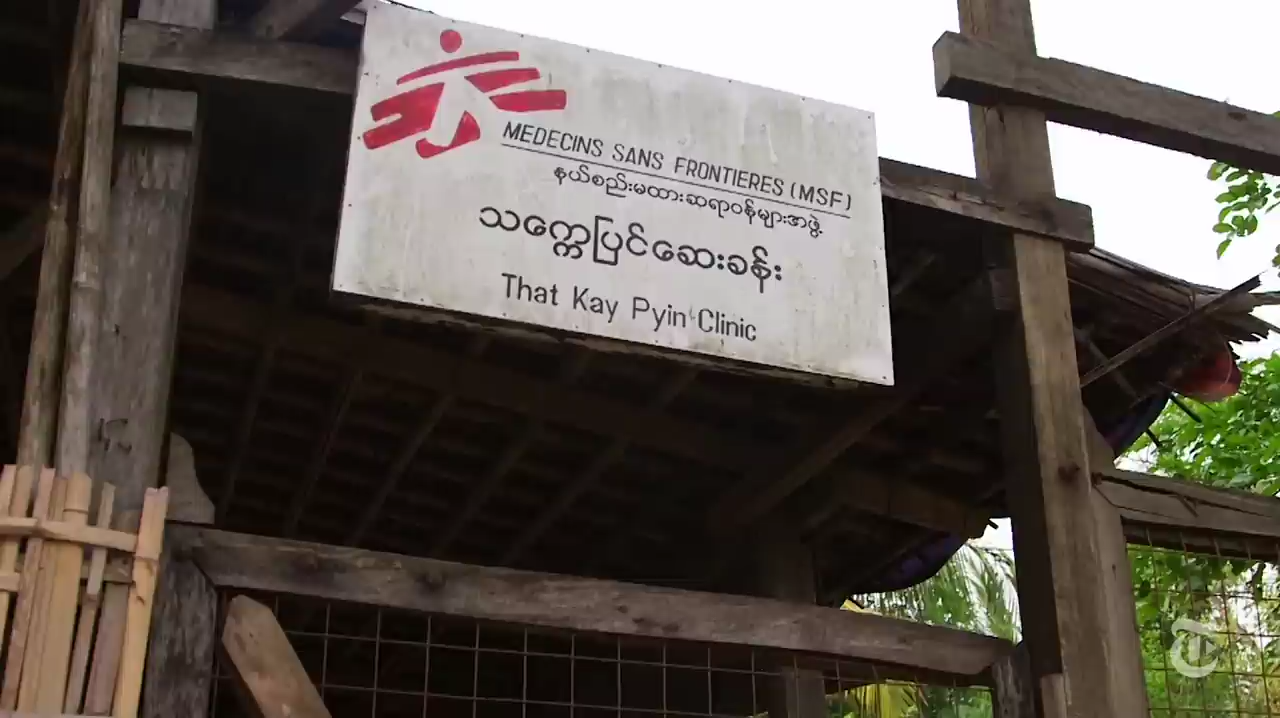 MEDECINS SANS FRONTIERES (MSF)
နယ်စည်းမထားဆရာဝန်များအဖွဲ့
သက္ကေပြင်ဆေးခန်း
That Kay Pyin Clinic